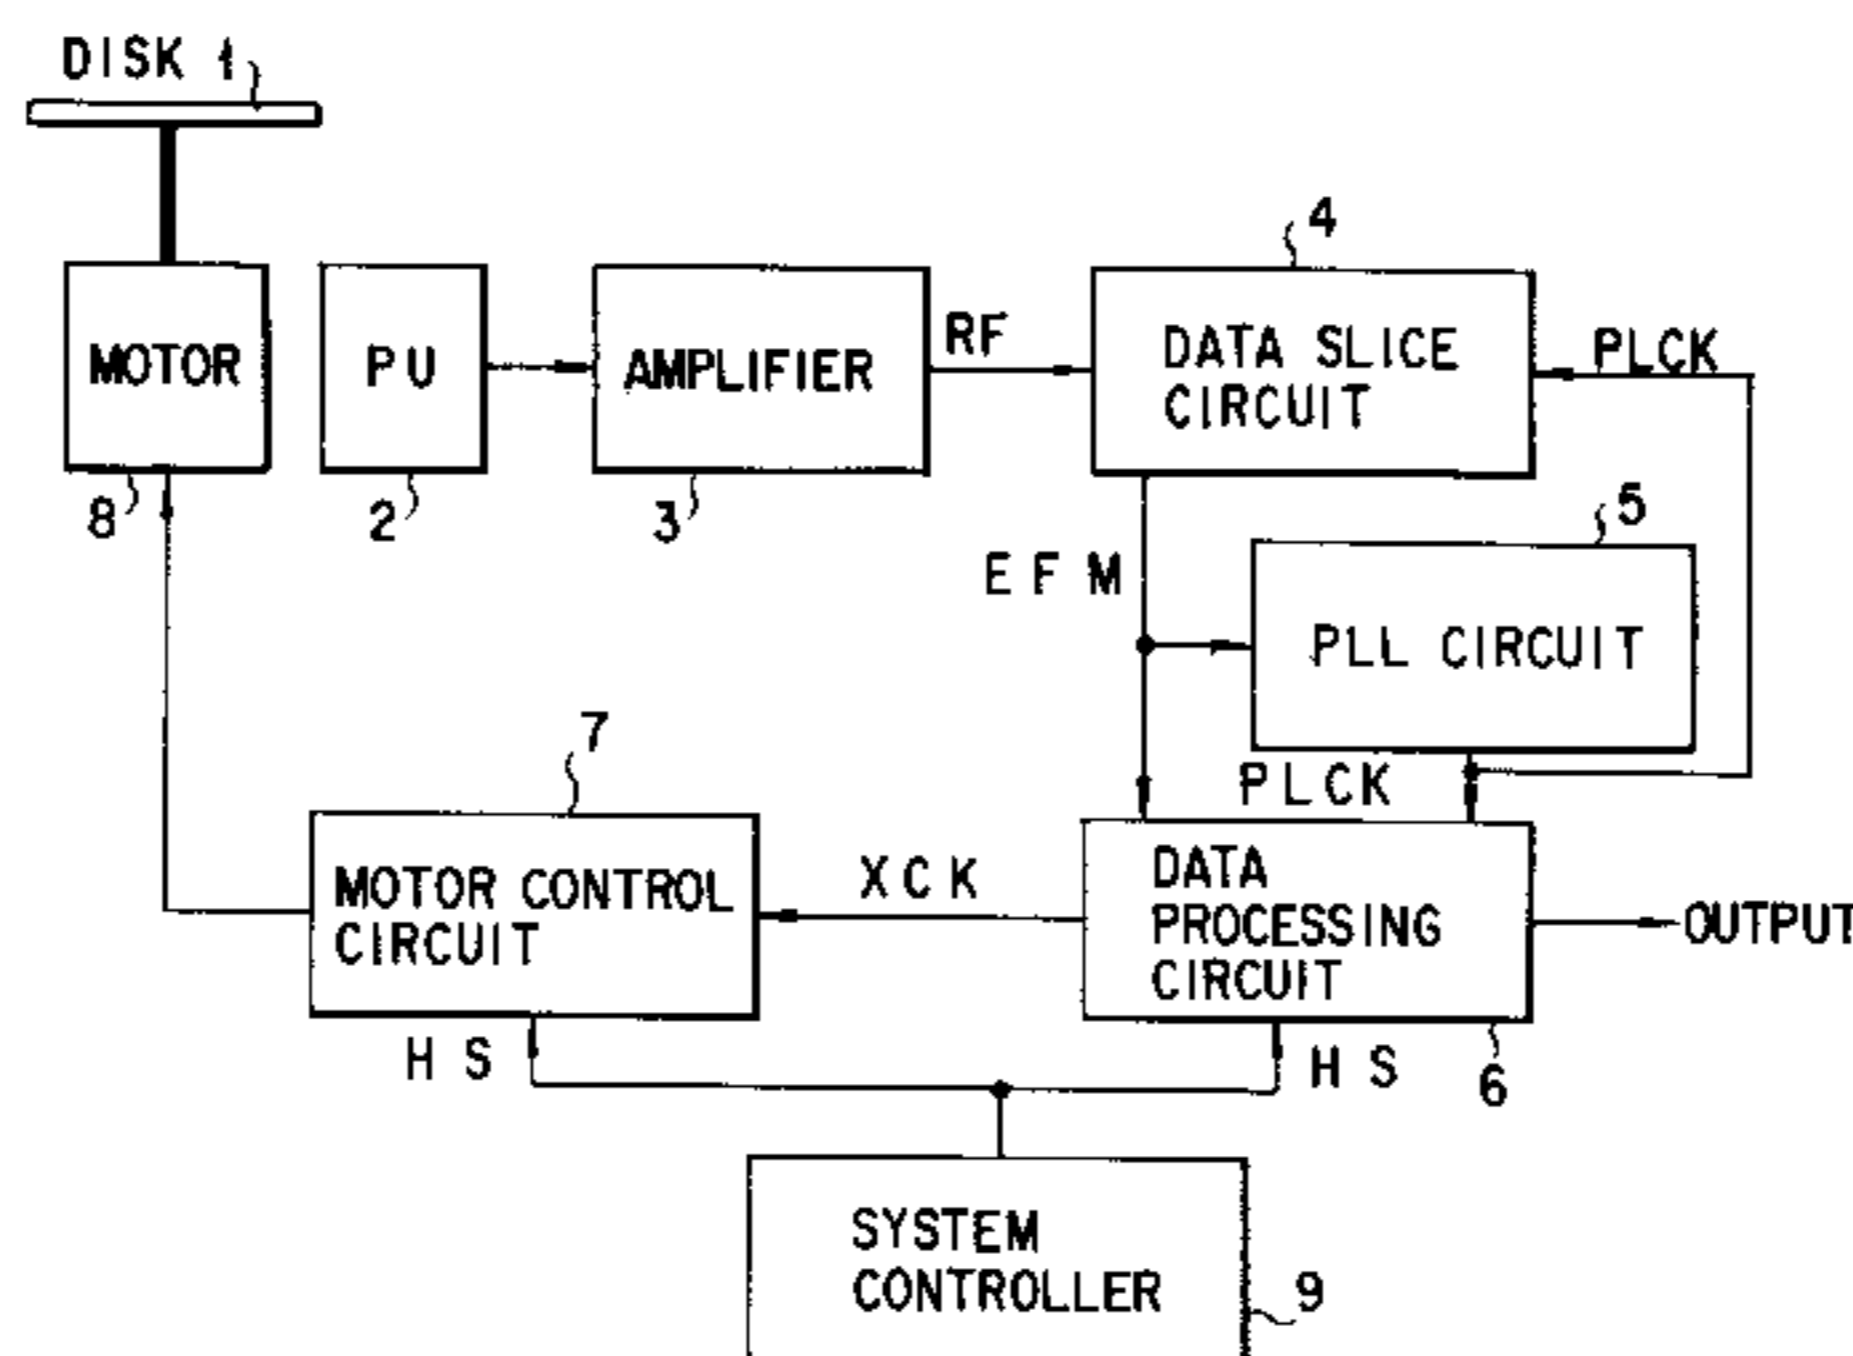 DISK 1
4
MOTOR
PU
AMPLIFIER
RF
DATA SLICE
CIRCUIT
PLCK
8
2
3
5
EFM
PLL CIRCUIT
7
PLCK
MOTOR CONTROL
CIRCUIT
XCK
DATA
PROCESSING
CIRCUIT
OUTPUT
HS
HS
6
SYSTEM
CONTROLLER
9